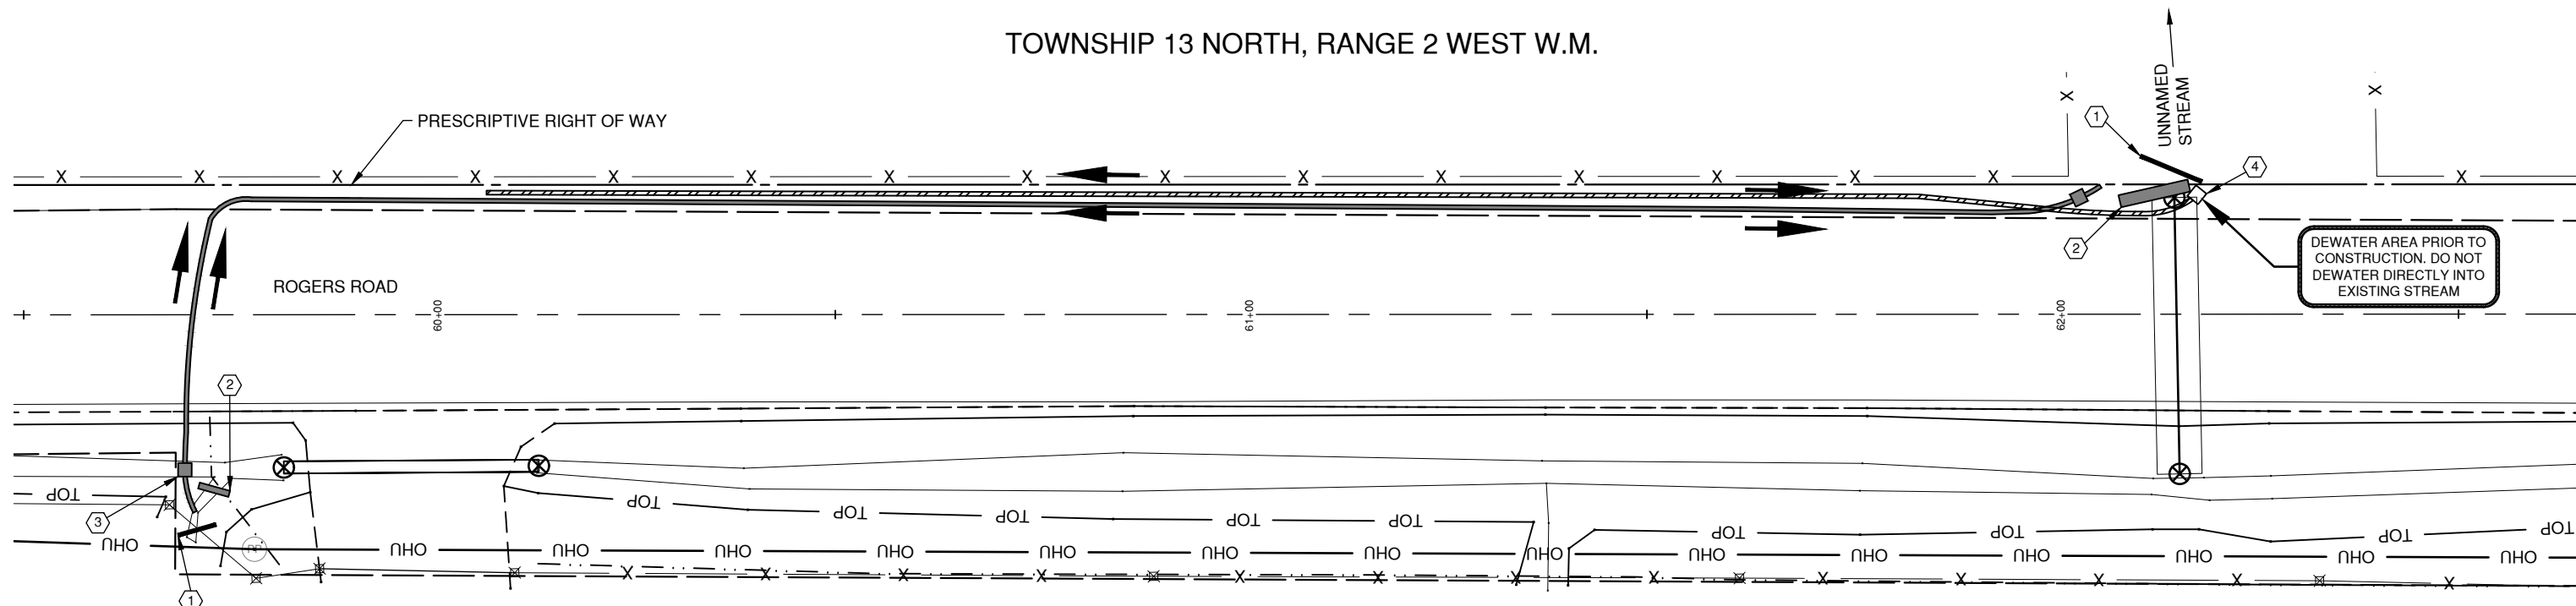 TOWNSHIP 13 NORTH, RANGE 2 WEST W.M.
PRESCRIPTIVE RIGHT OF WAY
UNNAMED
STREAM
1
4
X X X X X X X X X X X X X X X X X X
2
DEWATER AREA PRIOR TO
CONSTRUCTION. DO NOT
DEWATER DIRECTLY INTO
EXISTING STREAM
ROGERS ROAD
60+00
61+00
62+00
2
3
TOP TOP TOP TOP TOP TOP TOP TOP TOP TOP
OHU OHU OHU OHU OHU OHU OHU OHU OHU OHU OHU OHU OHU OHU OHU
X X X X X X X X X X X X X X
1